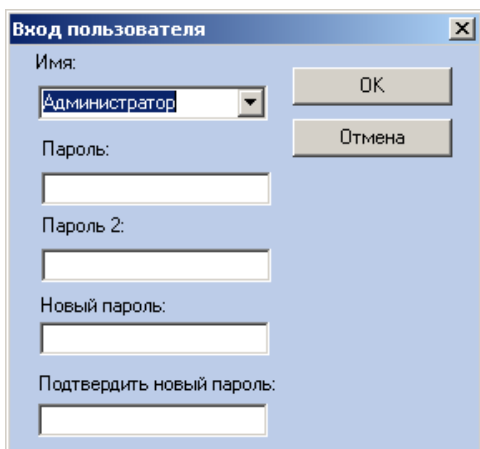 Вход пользователя
Имя:
Администратор
OK
Отмена
Пароль:
Пароль 2:
Новый пароль:
Подтвердить новый пароль: